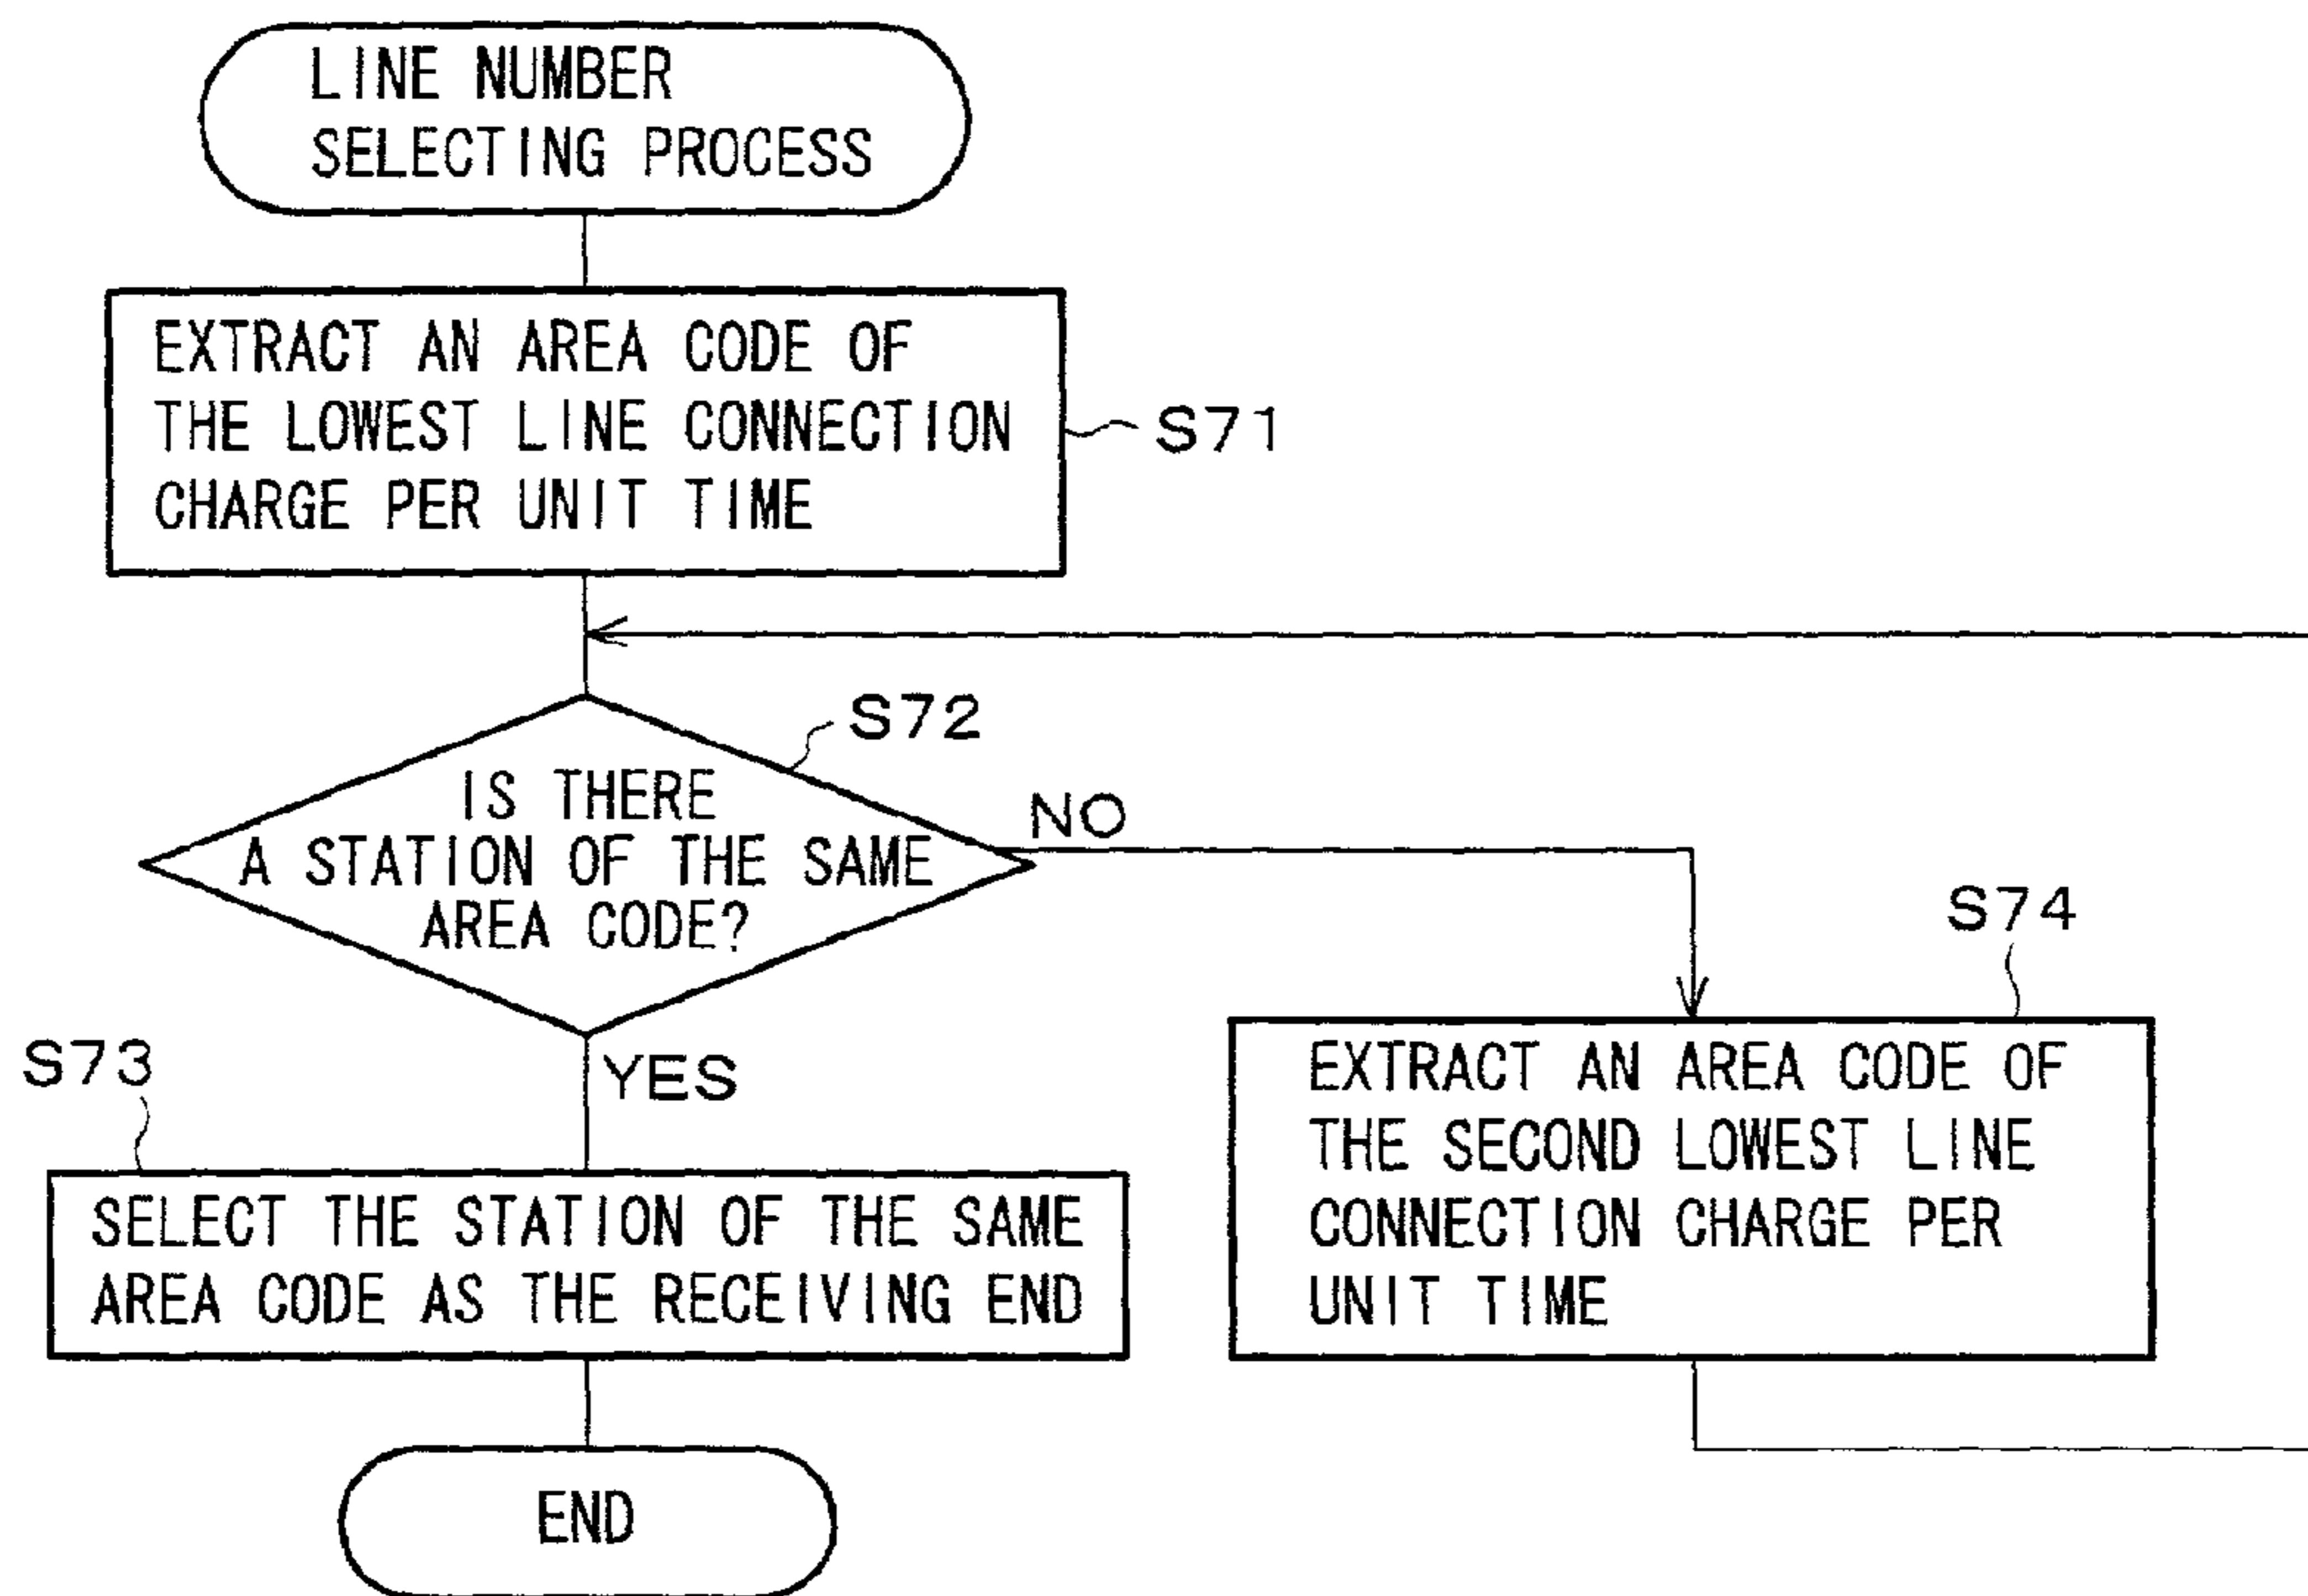 LINE NUMBER
SELECTING PROCESS
EXTRACT AN AREA CODE OF
THE LOWEST LINE CONNECTION
CHARGE PER UNIT TIME
S71
S72
IS THERE
A STATION OF THE SAME
AREA CODE?
NO
YES
S73
SELECT THE STATION OF THE SAME
AREA CODE AS THE RECEIVING END
S74
EXTRACT AN AREA CODE OF
THE SECOND LOWEST LINE
CONNECTION CHARGE PER
UNIT TIME
END